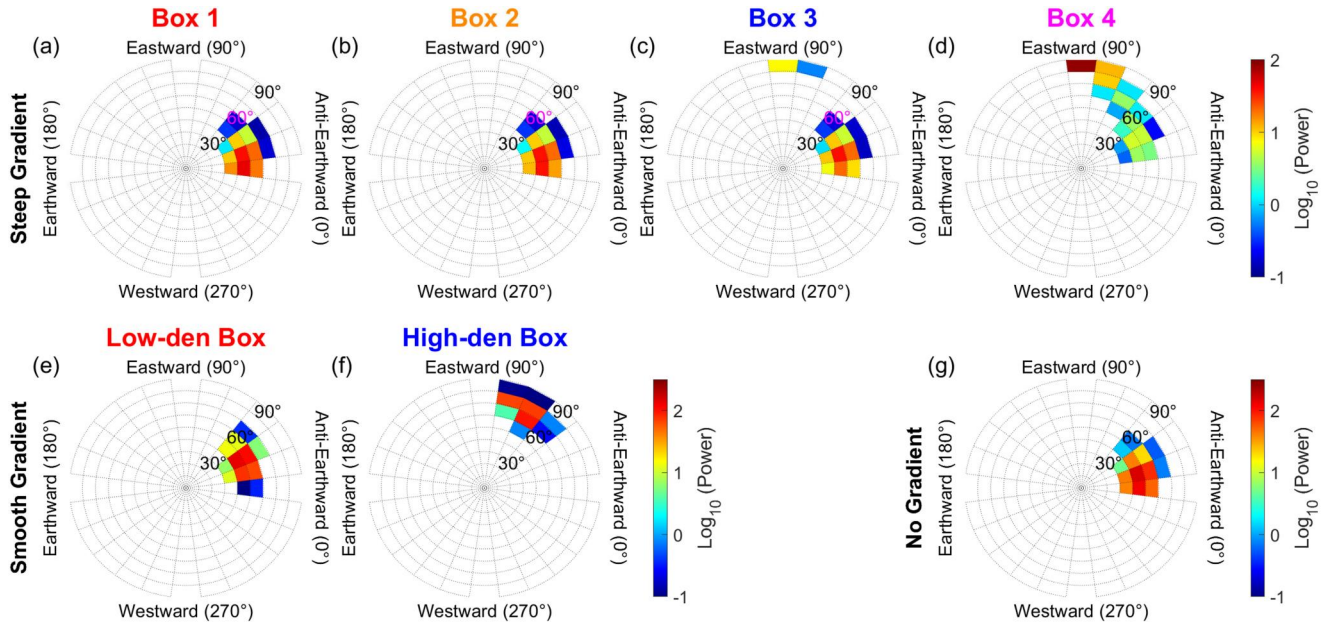 Box 1
Box 2
Box 3
Box 4
Steep Gradient
(a)
Eastward (90°)
Earthward (180°)
Anti-Earthward (0°)
Westward (270°)
30°
60°
90°
(b)
Eastward (90°)
Earthward (180°)
Anti-Earthward (0°)
Westward (270°)
30°
60°
90°
(c)
Eastward (90°)
Earthward (180°)
Anti-Earthward (0°)
Westward (270°)
30°
60°
90°
(d)
Eastward (90°)
Earthward (180°)
Anti-Earthward (0°)
Westward (270°)
30°
60°
90°
2
1
0
-1
Log10 (Power)
Low-den Box
High-den Box
Smooth Gradient
(e)
Eastward (90°)
Earthward (180°)
Anti-Earthward (0°)
Westward (270°)
30°
60°
90°
(f)
Eastward (90°)
Earthward (180°)
Anti-Earthward (0°)
Westward (270°)
30°
60°
90°
2
1
0
-1
Log10 (Power)
No Gradient
(g)
Eastward (90°)
Earthward (180°)
Anti-Earthward (0°)
Westward (270°)
30°
60°
90°
2
1
0
-1
Log10 (Power)